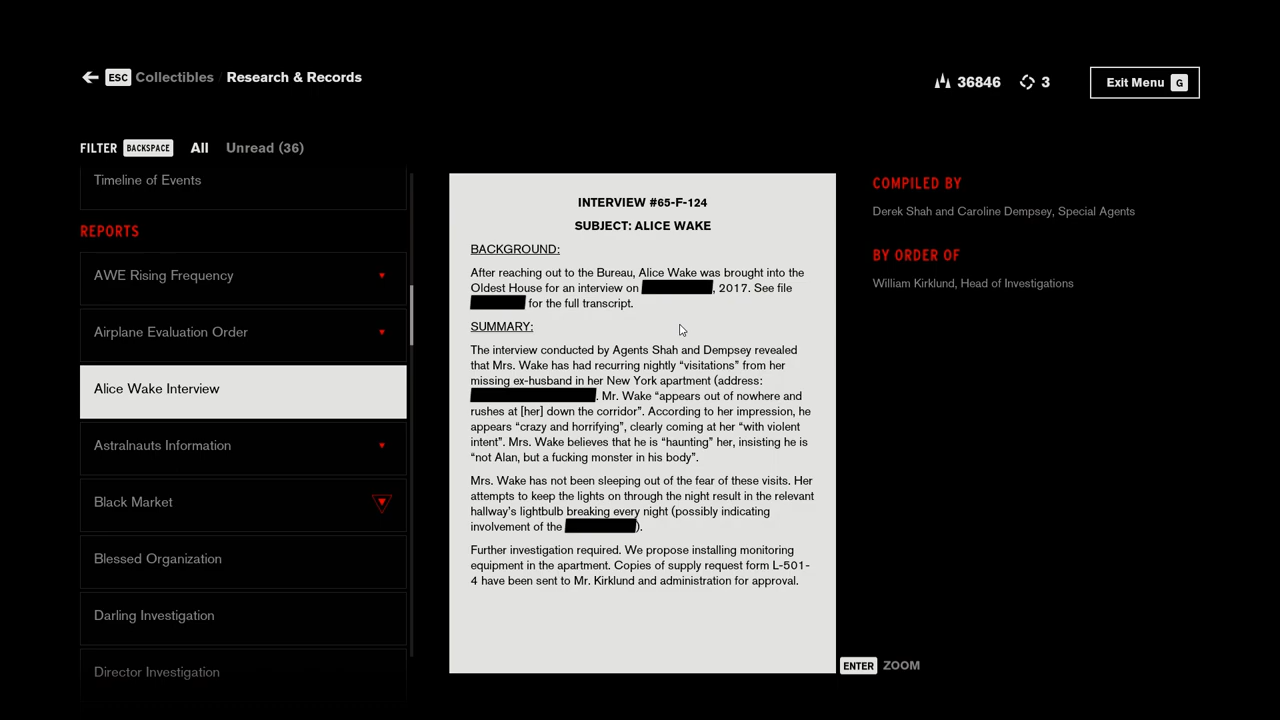 ESC Collectibles / Research & Records
36846
3
Exit Menu G
FILTER BACKSPACE All Unread (36)
Timeline of Events
REPORTS
AWE Rising Frequency
Airplane Evaluation Order
Alice Wake Interview
Astralnauts Information
Black Market
Blessed Organization
Darling Investigation
Director Investigation
INTERVIEW #65-F-124
SUBJECT: ALICE WAKE
BACKGROUND:
After reaching out to the Bureau, Alice Wake was brought into the
Oldest House for an interview on , 2017. See file
for the full transcript.
SUMMARY:
The interview conducted by Agents Shah and Dempsey revealed
that Mrs. Wake has had recurring nightly “visitations” from her
missing ex-husband in her New York apartment (address:
. Mr. Wake “appears out of nowhere and
rushes at [her] down the corridor”. According to her impression, he
appears “crazy and horrifying”, clearly coming at her “with violent
intent”. Mrs. Wake believes that he is “haunting” her, insisting he is
“not Alan, but a fucking monster in his body”.
Mrs. Wake has not been sleeping out of the fear of these visits. Her
attempts to keep the lights on through the night result in the relevant
hallway’s lightbulb breaking every night (possibly indicating
involvement of the ).
Further investigation required. We propose installing monitoring
equipment in the apartment. Copies of supply request form L-501-
4 have been sent to Mr. Kirklund and administration for approval.
ENTER ZOOM
COMPILED BY
Derek Shah and Caroline Dempsey, Special Agents
BY ORDER OF
William Kirklund, Head of Investigations